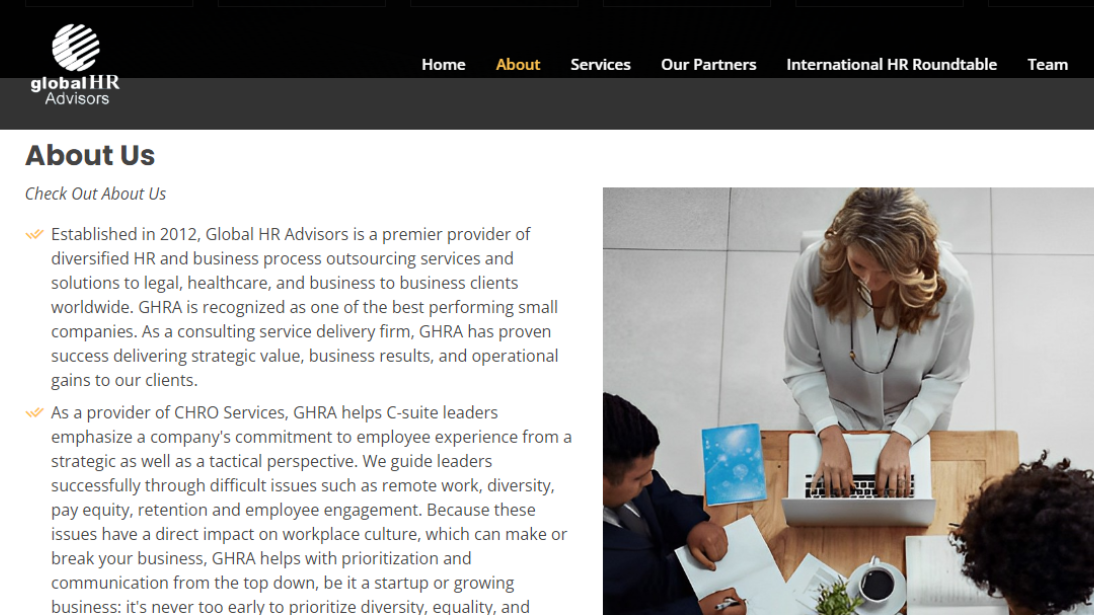 globalHR
Advisors
Home
About
Services
Our Partners
International HR Roundtable
Team
About Us
Check Out About Us
Established in 2012, Global HR Advisors is a premier provider of
diversified HR and business process outsourcing services and
solutions to legal, healthcare, and business to business clients
worldwide. GHRA is recognized as one of the best performing small
companies. As a consulting service delivery firm, GHRA has proven
success delivering strategic value, business results, and operational
gains to our clients.
As a provider of CHRO Services, GHRA helps C-suite leaders
emphasize a company's commitment to employee experience from a
strategic as well as a tactical perspective. We guide leaders
successfully through difficult issues such as remote work, diversity,
pay equity, retention and employee engagement. Because these
issues have a direct impact on workplace culture, which can make or
break your business, GHRA helps with prioritization and
communication from the top down, be it a startup or growing
business: it's never too early to prioritize diversity, equality, and